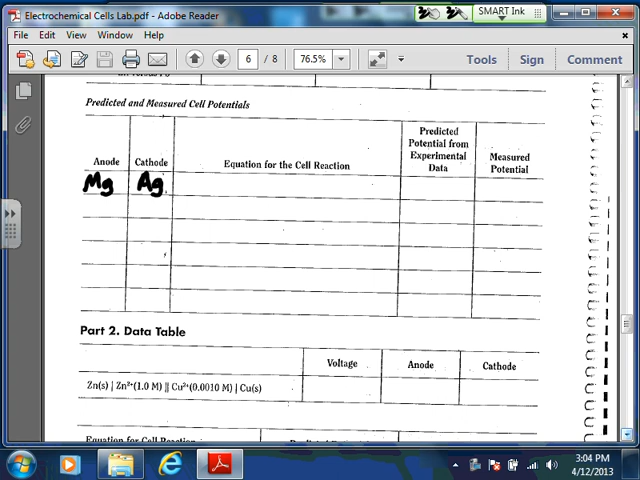 Electrochemical Cells Lab.pdf - Adobe Reader
SMART Ink
File Edit View Window Help
6 / 8 76.5% Tools Sign Comment
Predicted and Measured Cell Potentials
Anode Cathode Equation for the Cell Reaction Predicted Potential from Experimental Data Measured Potential
Mg Ag
Part 2. Data Table
Voltage Anode Cathode
Zn(s) | Zn²⁺(1.0 M) || Cu²⁺(0.0010 M) | Cu(s)
Equation for Cell Reaction
3:04 PM
4/12/2013